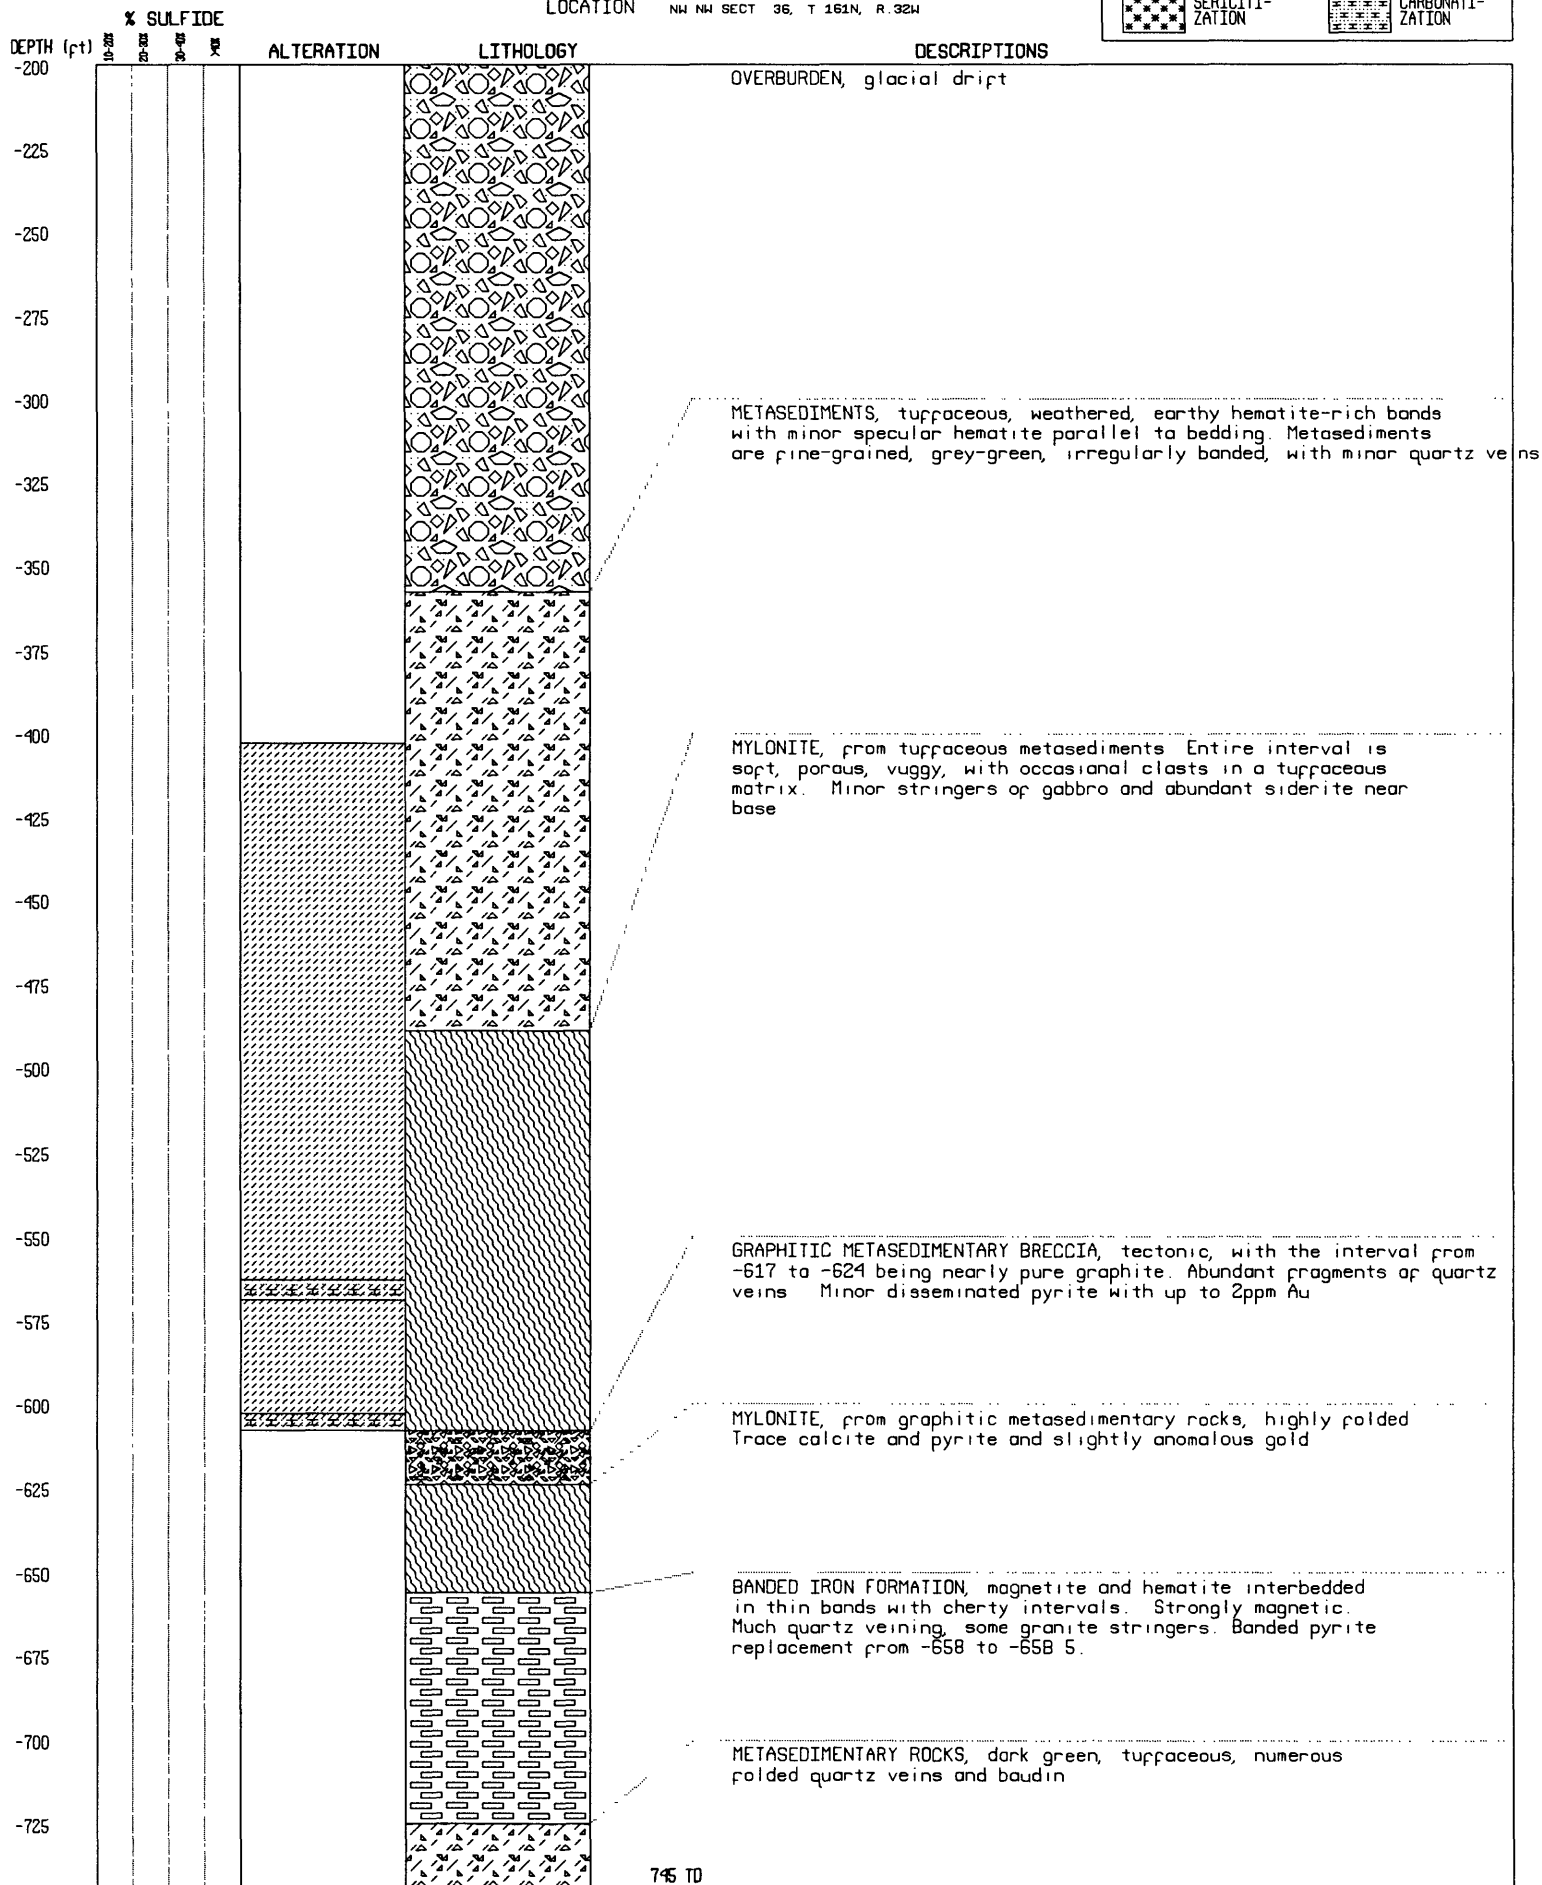 LOCATION NW NW SECT 36, T 161N, R.32W
SERICITI-
ZATION
CARBONATI-
ZATION
% SULFIDE
DEPTH (ft) 10-20% 20-30% 30-40% ALTERATION LITHOLOGY DESCRIPTIONS
-200
OVERBURDEN, glacial drift
-225
-250
-275
-300
METASEDIMENTS, tuffaceous, weathered, earthy hematite-rich bands
with minor specular hematite parallel to bedding. Metasediments
are fine-grained, grey-green, irregularly banded, with minor quartz veins
-325
-350
-375
-400
MYLONITE, from tuffaceous metasediments Entire interval is
soft, porous, vuggy, with occasional clasts in a tuffaceous
matrix. Minor stringers of gabbro and abundant siderite near
base
-425
-450
-475
-500
-525
-550
GRAPHITIC METASEDIMENTARY BRECCIA, tectonic, with the interval from
-617 to -624 being nearly pure graphite. Abundant fragments of quartz
veins Minor disseminated pyrite with up to 2ppm Au
-575
-600
MYLONITE, from graphitic metasedimentary rocks, highly folded
Trace calcite and pyrite and slightly anomalous gold
-625
-650
BANDED IRON FORMATION, magnetite and hematite interbedded
in thin bands with cherty intervals. Strongly magnetic.
Much quartz veining, some granite stringers. Banded pyrite
replacement from -658 to -658 5.
-675
-700
METASEDIMENTARY ROCKS, dark green, tuffaceous, numerous
folded quartz veins and boudin
-725
745 TD